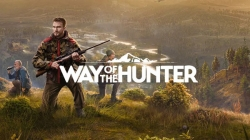 WAY OF THE HUNTER